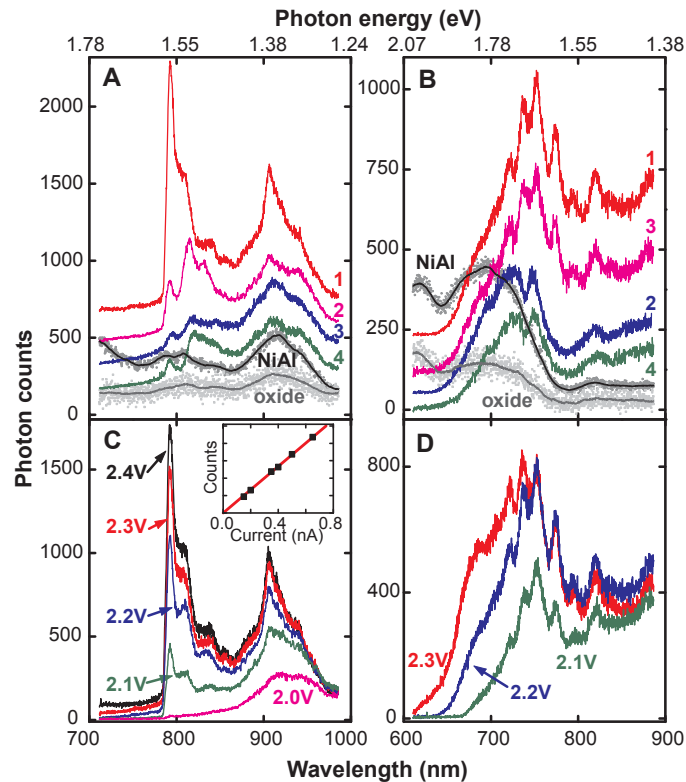 Photon energy (eV)
1.78 1.55 1.38 1.24 2.07 1.78 1.55 1.38
A
2000
1500
1000
500
0
1
2
3
4
NiAl
oxide
B
1000
750
500
250
0
1
3
NiAl
2
4
oxide
Photon counts
C
1500
1000
500
0
2.4V
2.3V
2.2V
2.1V
2.0V
Counts
0.0 0.4 0.8
Current (nA)
D
800
400
0
2.3V
2.2V
2.1V
700 800 900 1000 600 700 800 900
Wavelength (nm)